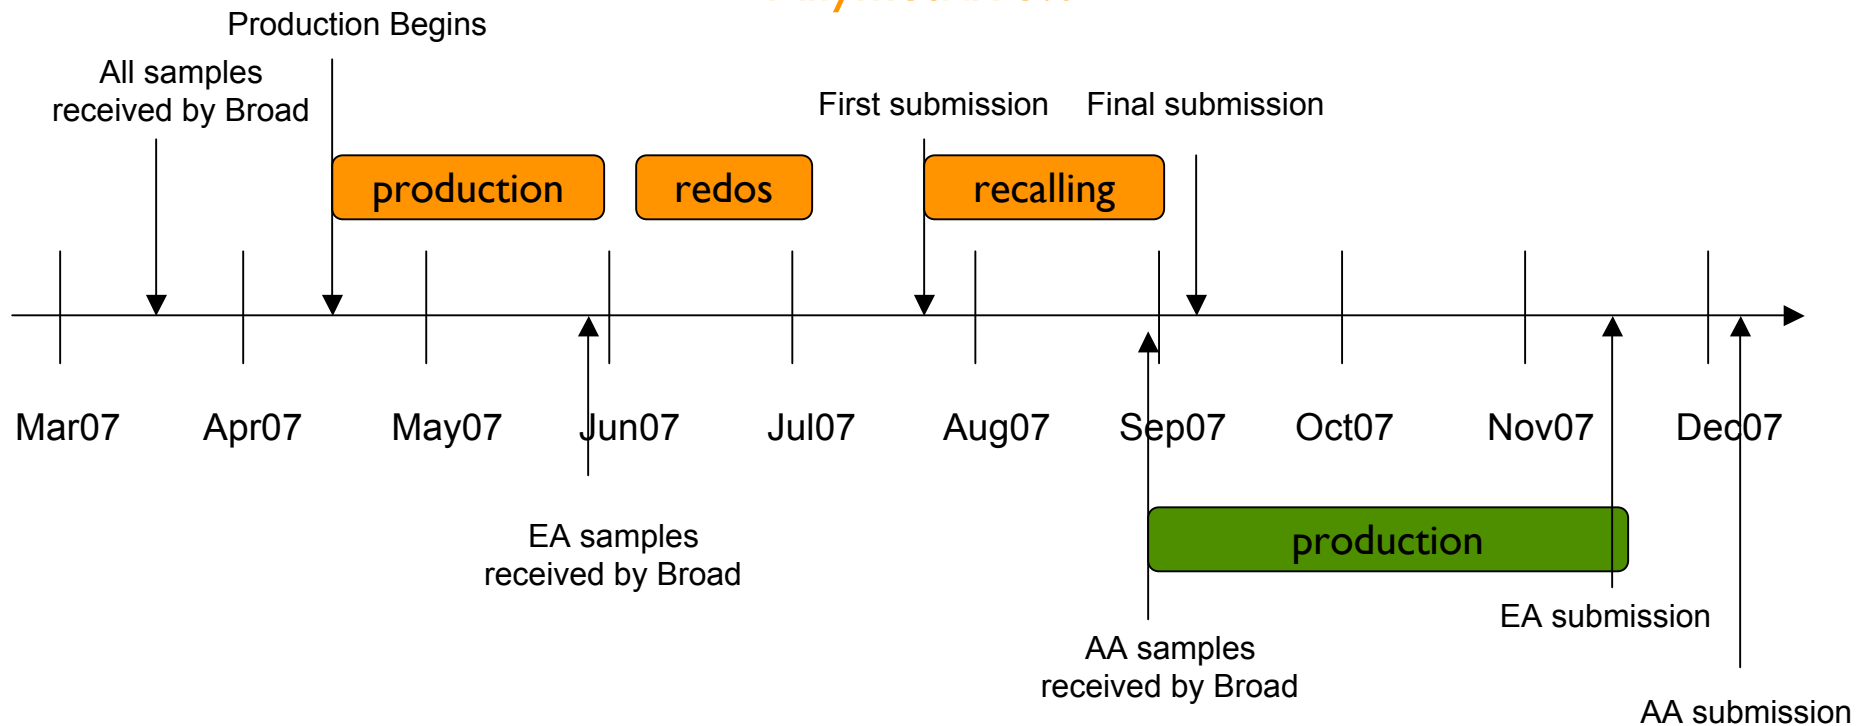 Production Begins
All samples
received by Broad
First submission
Final submission
production
redos
recalling
Mar07
Apr07
May07
Jun07
Jul07
Aug07
Sep07
Oct07
Nov07
Dec07
production
EA samples
received by Broad
EA submission
AA samples
received by Broad
AA submission